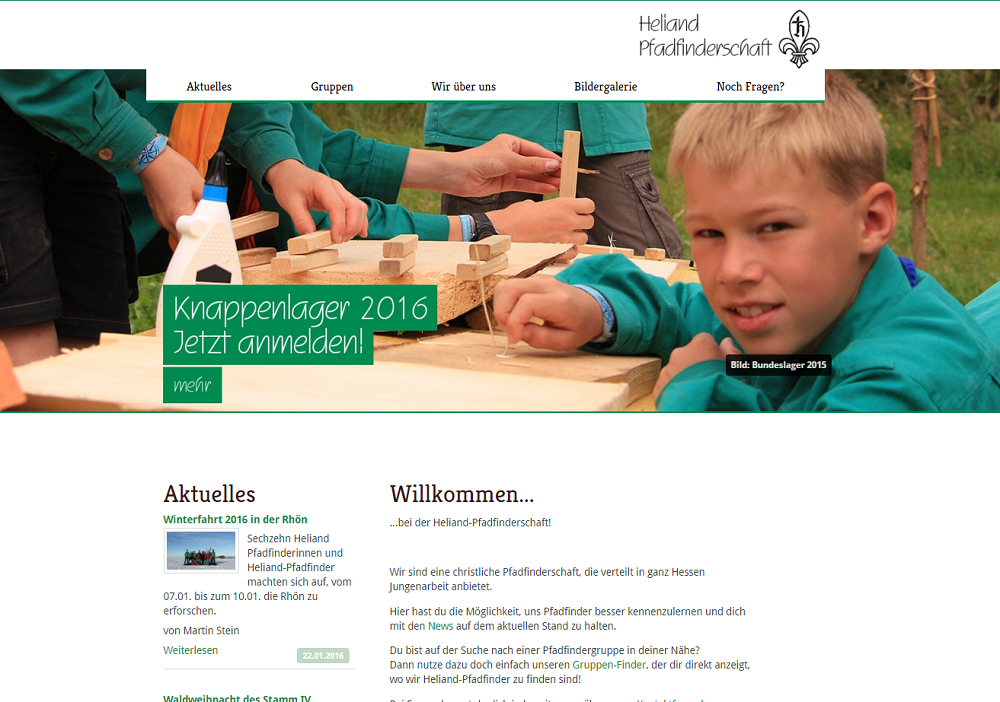 Heliand
Pfadfinderschaft
Aktuelles
Gruppen
Wir über uns
Bildergalerie
Noch Fragen?
Knappenlager 2016
Jetzt anmelden!
mehr
Bild: Bundeslager 2015
Aktuelles
Winterfahrt 2016 in der Rhön
Sechzehn Heliand
Pfadfinderinnen und
Heliand-Pfadfinder
machten sich auf, vom
07.01. bis zum 10.01. die Rhön zu
erforschen.
von Martin Stein
Weiterlesen
22.01.2016
Waldweihnacht des Stamm IV
Willkommen...
...bei der Heliand-Pfadfinderschaft!
Wir sind eine christliche Pfadfinderschaft, die verteilt in ganz Hessen
Jungenarbeit anbietet.
Hier hast du die Möglichkeit, uns Pfadfinder besser kennenzulernen und dich
mit den News auf dem aktuellen Stand zu halten.
Du bist auf der Suche nach einer Pfadfindergruppe in deiner Nähe?
Dann nutze dazu doch einfach unseren Gruppen-Finder, der dir direkt anzeigt,
wo wir Heliand-Pfadfinder zu finden sind!